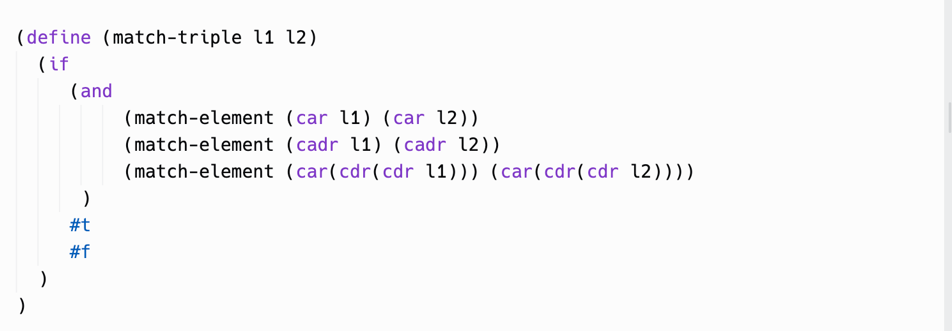 (define (match-triple l1 l2)
  (if
     (and
          (match-element (car l1) (car l2))
          (match-element (cadr l1) (cadr l2))
          (match-element (car(cdr(cdr l1))) (car(cdr(cdr l2))))
      )
     #t
     #f
  )
)